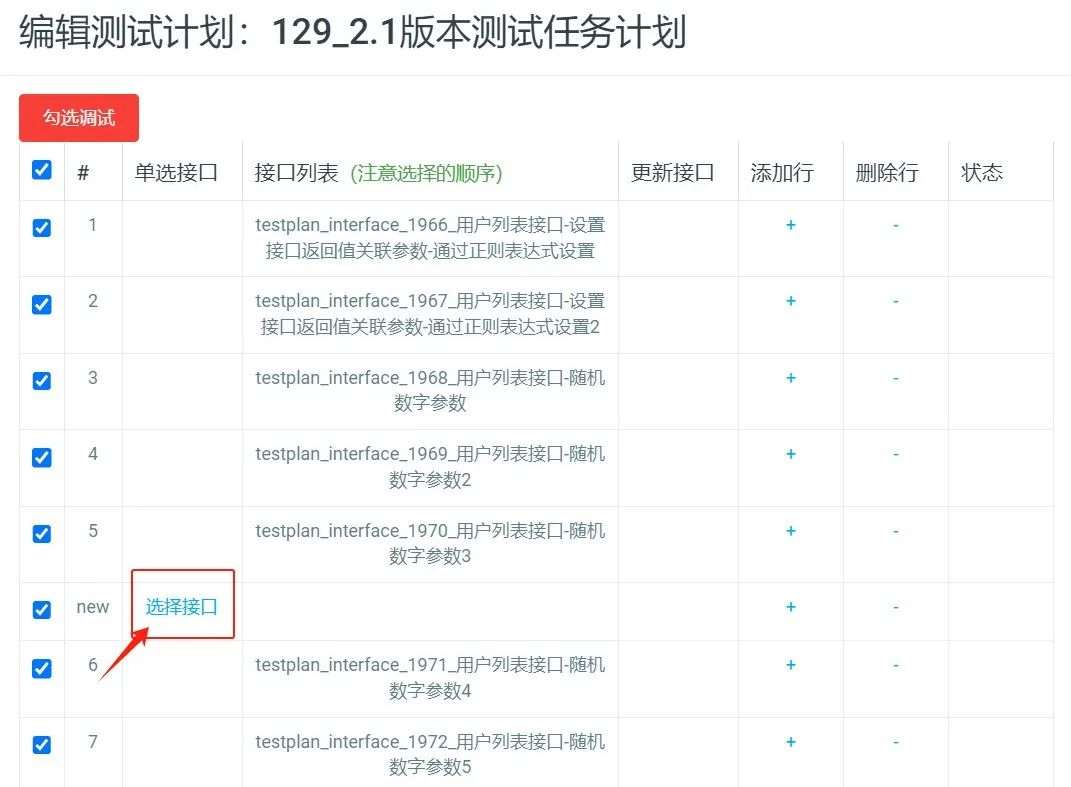 编辑测试计划：129_2.1版本测试任务计划
勾选调试
# 单选接口 接口列表 (注意选择的顺序) 更新接口 添加行 删除行 状态
1 testplan_interface_1966_用户列表接口-设置 + -
接口返回值关联参数-通过正则表达式设置
2 testplan_interface_1967_用户列表接口-设置 + -
接口返回值关联参数-通过正则表达式设置2
3 testplan_interface_1968_用户列表接口-随机 + -
数字参数
4 testplan_interface_1969_用户列表接口-随机 + -
数字参数2
5 testplan_interface_1970_用户列表接口-随机 + -
数字参数3
new 选择接口 + -
6 testplan_interface_1971_用户列表接口-随机 + -
数字参数4
7 testplan_interface_1972_用户列表接口-随机 + -
数字参数5